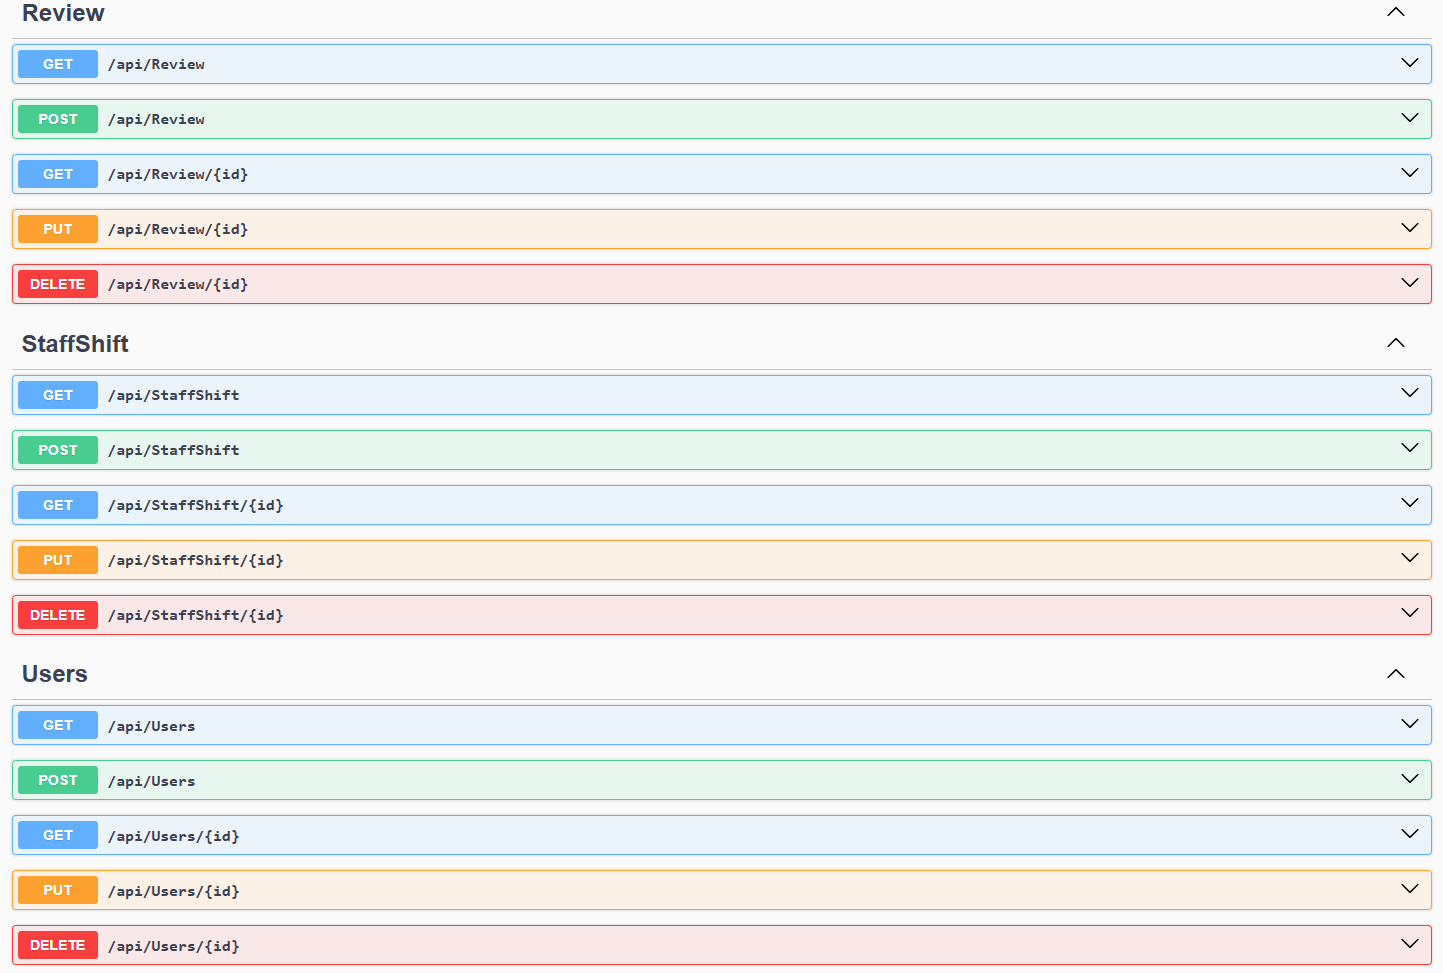 Review
GET /api/Review
POST /api/Review
GET /api/Review/{id}
PUT /api/Review/{id}
DELETE /api/Review/{id}
StaffShift
GET /api/StaffShift
POST /api/StaffShift
GET /api/StaffShift/{id}
PUT /api/StaffShift/{id}
DELETE /api/StaffShift/{id}
Users
GET /api/Users
POST /api/Users
GET /api/Users/{id}
PUT /api/Users/{id}
DELETE /api/Users/{id}